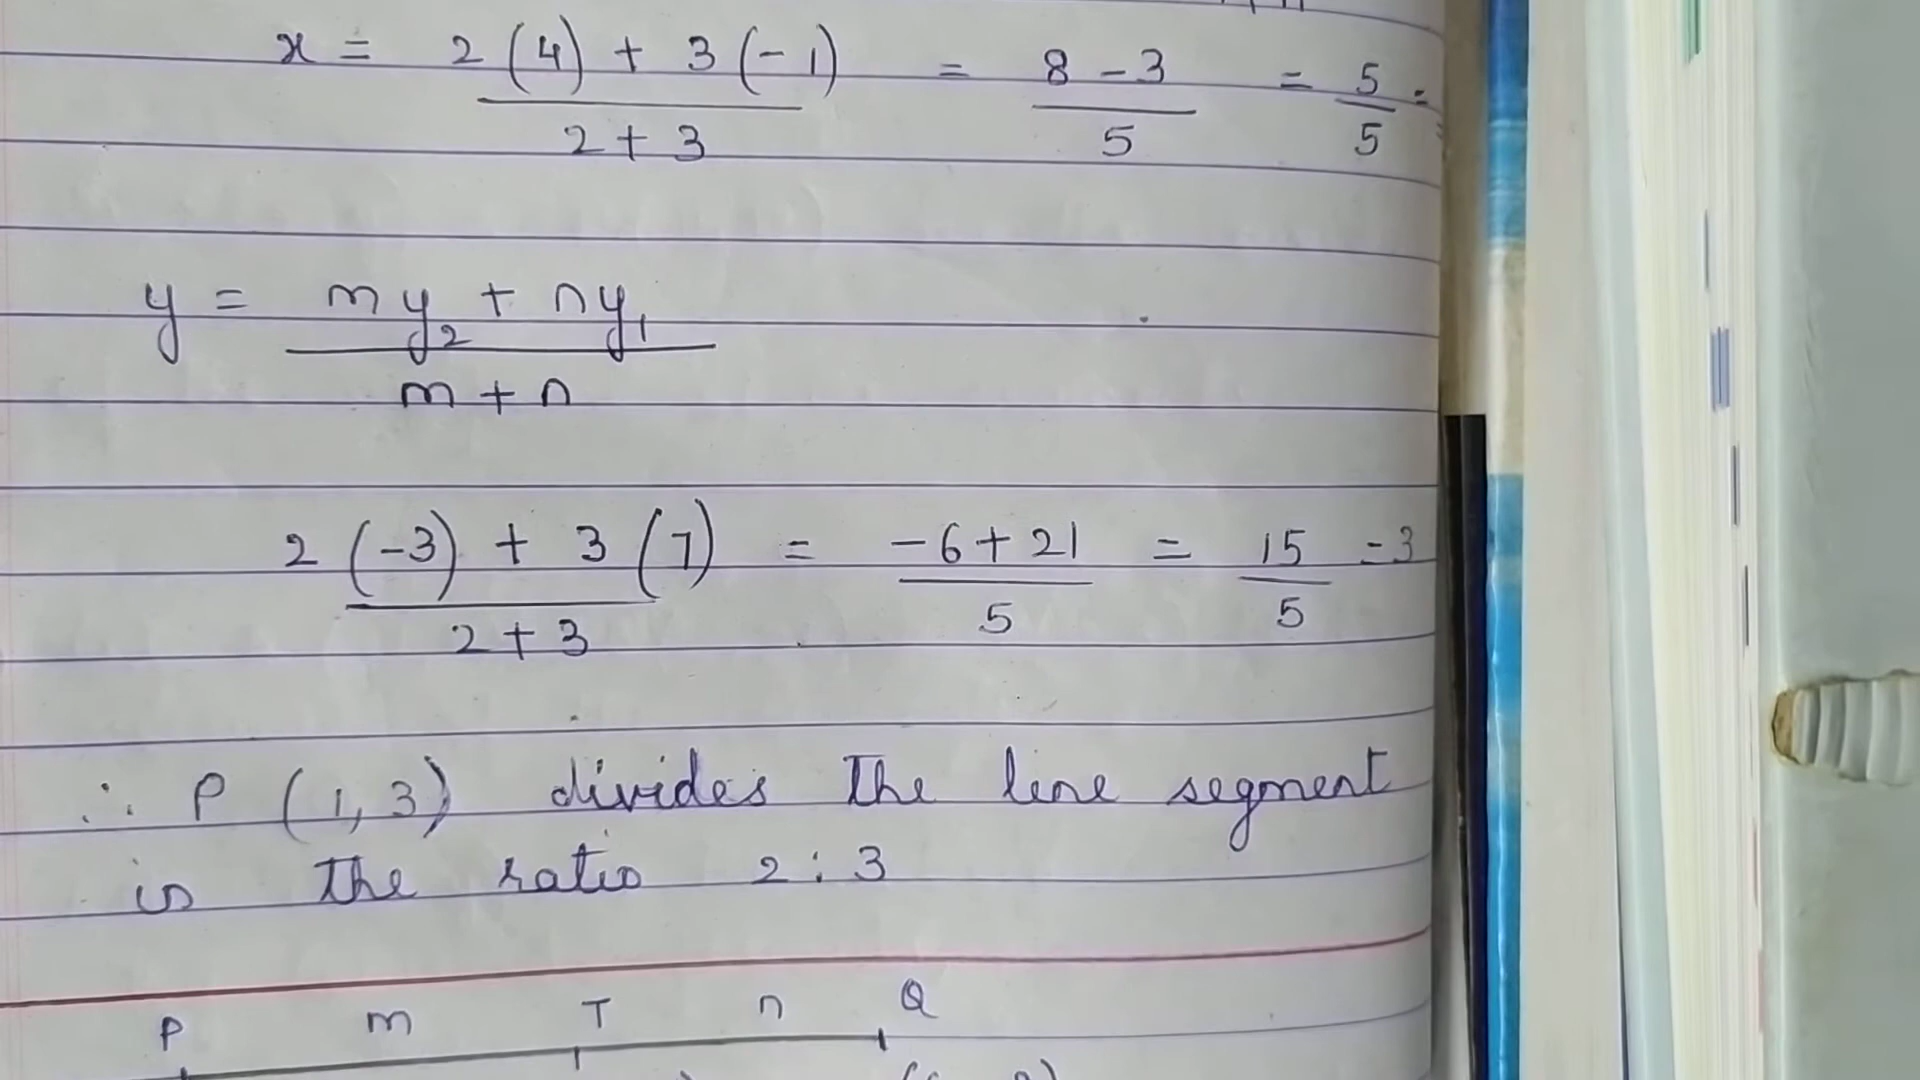 x = 2(4) + 3(-1) / 2+3 = 8-3 / 5 = 5/5 =
y = my₂ + ny₁ / m + n
2(-3) + 3(7) / 2+3 = -6+21 / 5 = 15/5 = 3
∴ P (1, 3) divides the line segment
is the ratio 2:3
P m T n Q